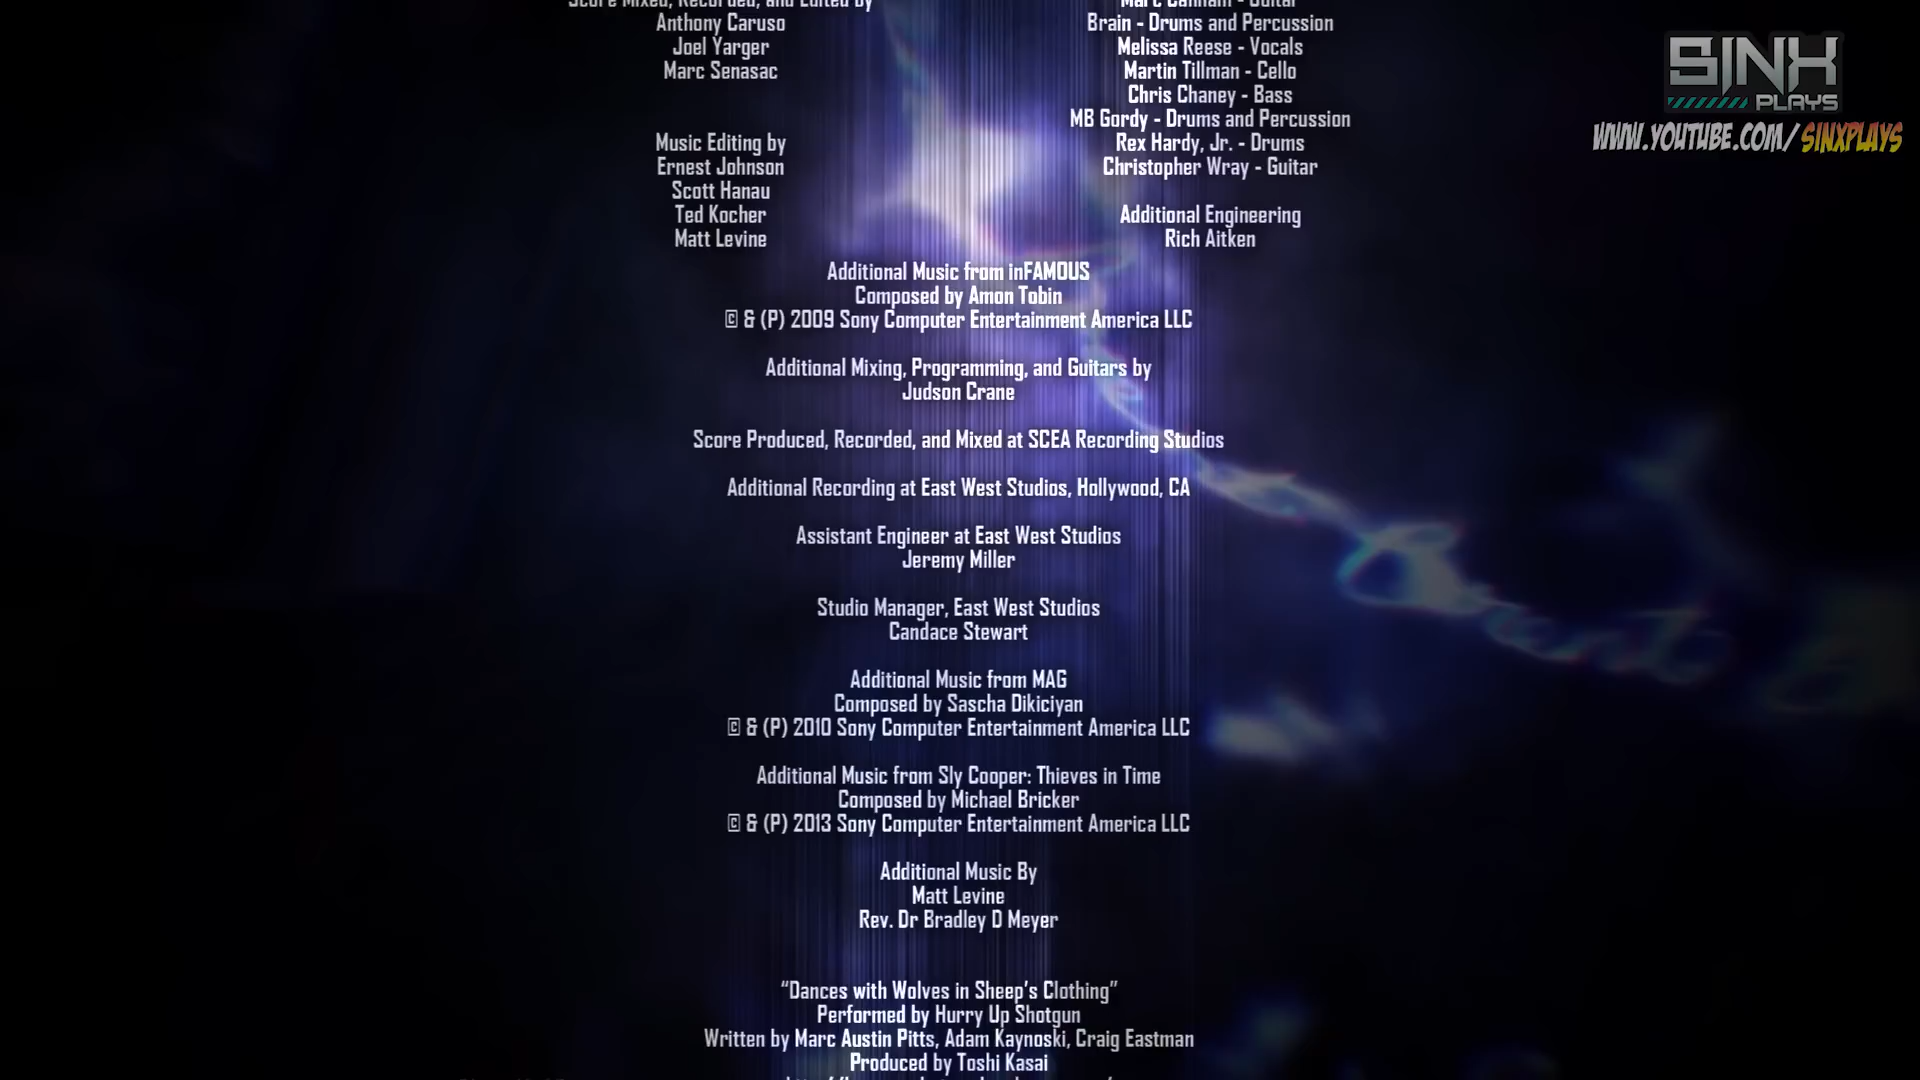 Score Mixed, Recorded, and Edited by
Anthony Caruso
Joel Yarger
Marc Senasac
Music Editing by
Ernest Johnson
Scott Hanau
Ted Kocher
Matt Levine
Marc Canham - Guitar
Brain - Drums and Percussion
Melissa Reese - Vocals
Martin Tillman - Cello
Chris Chaney - Bass
MB Gordy - Drums and Percussion
Rex Hardy, Jr. - Drums
Christopher Wray - Guitar
Additional Engineering
Rich Aitken
SINX
PLAYS
WWW.YOUTUBE.COM/SINXPLAYS
Additional Music from inFAMOUS
Composed by Amon Tobin
© & (P) 2009 Sony Computer Entertainment America LLC
Additional Mixing, Programming, and Guitars by
Judson Crane
Score Produced, Recorded, and Mixed at SCEA Recording Studios
Additional Recording at East West Studios, Hollywood, CA
Assistant Engineer at East West Studios
Jeremy Miller
Studio Manager, East West Studios
Candace Stewart
Additional Music from MAG
Composed by Sascha Dikiciyan
© & (P) 2010 Sony Computer Entertainment America LLC
Additional Music from Sly Cooper: Thieves in Time
Composed by Michael Bricker
© & (P) 2013 Sony Computer Entertainment America LLC
Additional Music By
Matt Levine
Rev. Dr Bradley D Meyer
“Dances with Wolves in Sheep’s Clothing”
Performed by Hurry Up Shotgun
Written by Marc Austin Pitts, Adam Kaynoski, Craig Eastman
Produced by Toshi Kasai